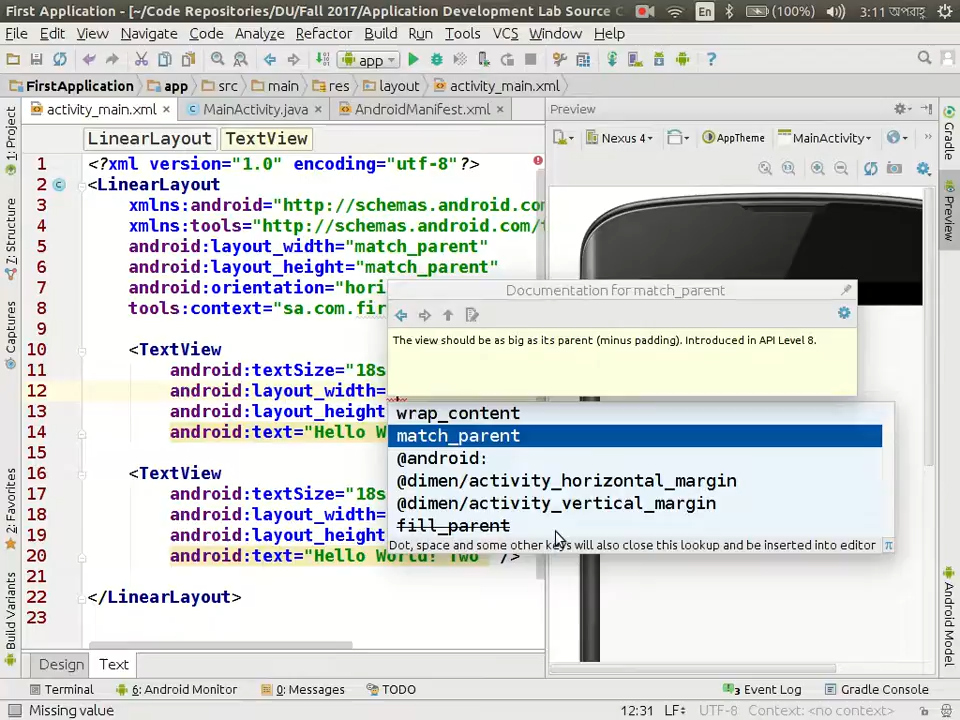 First Application - [~/Code Repositories/DU/Fall 2017/Application Development Lab Source C
En
(100%)
3:11 অপরাহ্ণ
File Edit View Navigate Code Analyze Refactor Build Run Tools VCS Window Help
app
FirstApplication app src main res layout activity_main.xml
activity_main.xml MainActivity.java AndroidManifest.xml
Preview
LinearLayout TextView
Nexus 4 AppTheme MainActivity
1 <?xml version="1.0" encoding="utf-8"?>
2 <LinearLayout
3 xmlns:android="http://schemas.android.com
4 xmlns:tools="http://schemas.android.com/t
5 android:layout_width="match_parent"
6 android:layout_height="match_parent"
7 android:orientation="hori
8 tools:context="sa.com.fir
9
10 <TextView
11 android:textSize="18s
12 android:layout_width=
13 android:layout_height
14 android:text="Hello W
15
16 <TextView
17 android:textSize="18s
18 android:layout_width=
19 android:layout_height
20 android:text="Hello World! Two" />
21
22 </LinearLayout>
23
Documentation for match_parent
The view should be as big as its parent (minus padding). Introduced in API Level 8.
wrap_content
match_parent
@android:
@dimen/activity_horizontal_margin
@dimen/activity_vertical_margin
fill_parent
Dot, space and some other keys will also close this lookup and be inserted into editor π
1: Project
7: Structure
Captures
2: Favorites
Build Variants
Gradle
Preview
Android Model
Design Text
Terminal 6: Android Monitor 0: Messages TODO 3 Event Log Gradle Console
Missing value 12:31 LF UTF-8 Context: <no context>